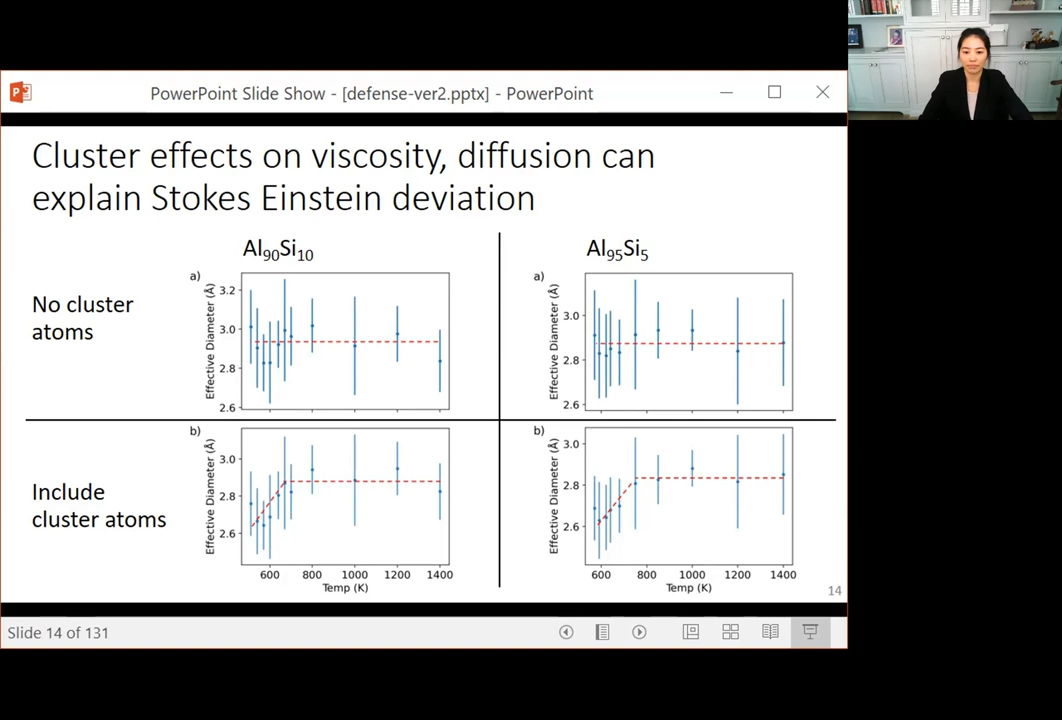 PowerPoint Slide Show - [defense-ver2.pptx] - PowerPoint
Cluster effects on viscosity, diffusion can
explain Stokes Einstein deviation
Al₉₀Si₁₀
Al₉₅Si₅
No cluster
atoms
a)
Effective Diameter (Å)
3.2
3.0
2.8
2.6
a)
Effective Diameter (Å)
3.0
2.8
2.6
Include
cluster atoms
b)
Effective Diameter (Å)
3.0
2.8
2.6
600 800 1000 1200 1400
Temp (K)
b)
Effective Diameter (Å)
3.0
2.8
2.6
600 800 1000 1200 1400
Temp (K)
14
Slide 14 of 131